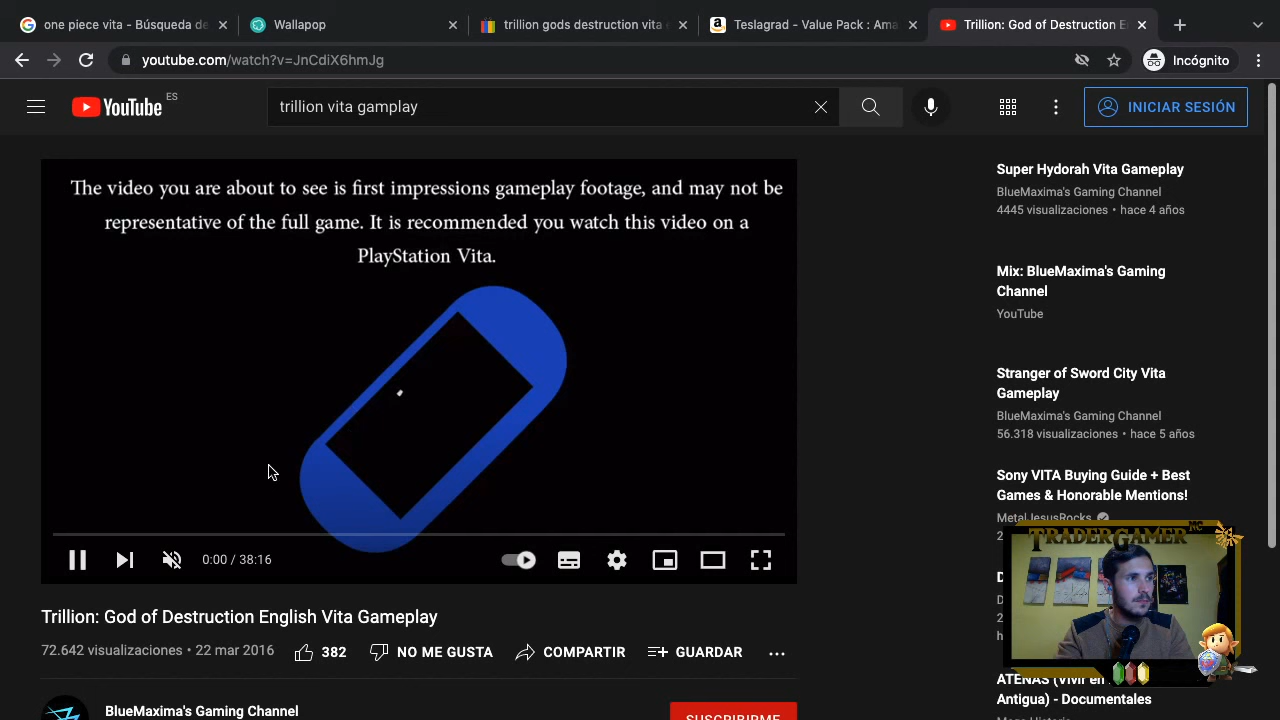 one piece vita - Búsqueda de
Wallapop
trillion gods destruction vita
Teslagrad - Value Pack : Ama
Trillion: God of Destruction E
youtube.com/watch?v=JnCdiX6hmJg
Incógnito
YouTube ES
trillion vita gamplay
INICIAR SESIÓN
The video you are about to see is first impressions gameplay footage, and may not be
representative of the full game. It is recommended you watch this video on a
PlayStation Vita.
0:00 / 38:16
Trillion: God of Destruction English Vita Gameplay
72.642 visualizaciones • 22 mar 2016
382
NO ME GUSTA
COMPARTIR
GUARDAR
BlueMaxima's Gaming Channel
SUSCRIBIRME
Super Hydorah Vita Gameplay
BlueMaxima's Gaming Channel
4445 visualizaciones • hace 4 años
Mix: BlueMaxima's Gaming
Channel
YouTube
Stranger of Sword City Vita
Gameplay
BlueMaxima's Gaming Channel
56.318 visualizaciones • hace 5 años
Sony VITA Buying Guide + Best
Games & Honorable Mentions!
MetalJesusRocks
TRADERGAMER MC
Antigua) - Documentales